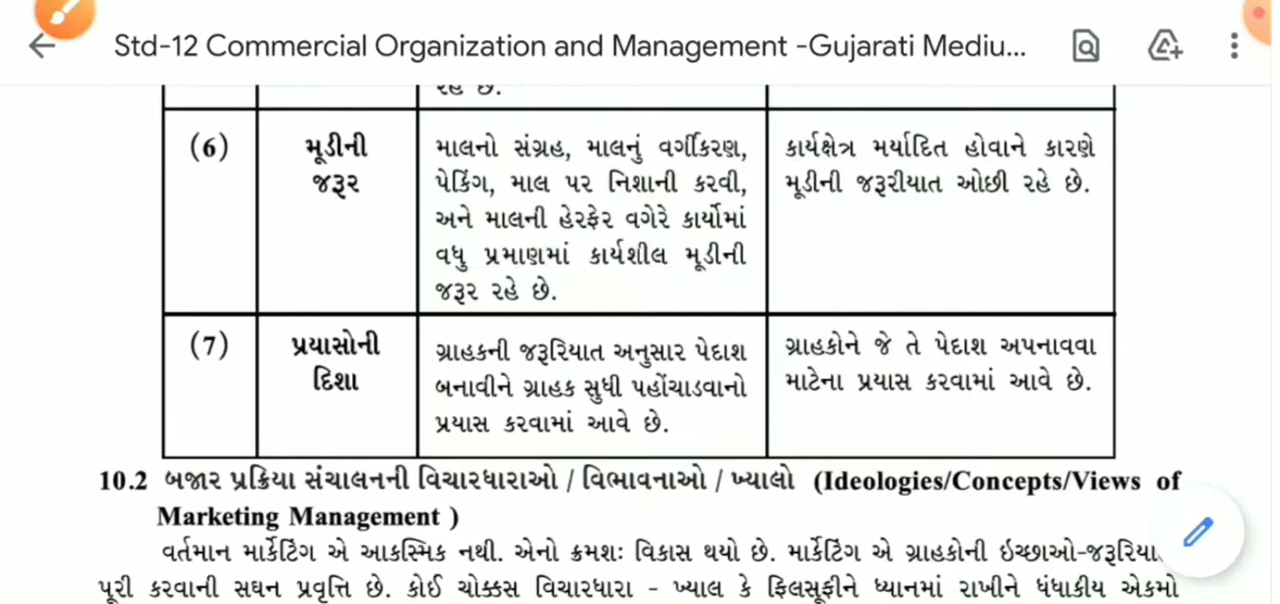 Std-12 Commercial Organization and Management -Gujarati Mediu...
રહે છે.
(6)
મૂડીની
જરૂર
માલનો સંગ્રહ, માલનું વર્ગીકરણ,
પેકિંગ, માલ પર નિશાની કરવી,
અને માલની હેરફેર વગેરે કાર્યોમાં
વધુ પ્રમાણમાં કાર્યશીલ મૂડીની
જરૂર રહે છે.
કાર્યક્ષેત્ર મર્યાદિત હોવાને કારણે
મૂડીની જરૂરીયાત ઓછી રહે છે.
(7)
પ્રયાસોની
દિશા
ગ્રાહકની જરૂરિયાત અનુસાર પેદાશ
બનાવીને ગ્રાહક સુધી પહોંચાડવાનો
પ્રયાસ કરવામાં આવે છે.
ગ્રાહકોને જે તે પેદાશ અપનાવવા
માટેના પ્રયાસ કરવામાં આવે છે.
10.2 બજાર પ્રક્રિયા સંચાલનની વિચારધારાઓ / વિભાવનાઓ / ખ્યાલો (Ideologies/Concepts/Views of
Marketing Management )
વર્તમાન માર્કેટિંગ એ આકસ્મિક નથી. એનો ક્રમશઃ વિકાસ થયો છે. માર્કેટિંગ એ ગ્રાહકોની ઇચ્છાઓ-જરૂરિયા
પૂરી કરવાની સઘન પ્રવૃત્તિ છે. કોઈ ચોક્કસ વિચારધારા - ખ્યાલ કે ફિલસૂફીને ધ્યાનમાં રાખીને ધંધાકીય એકમો